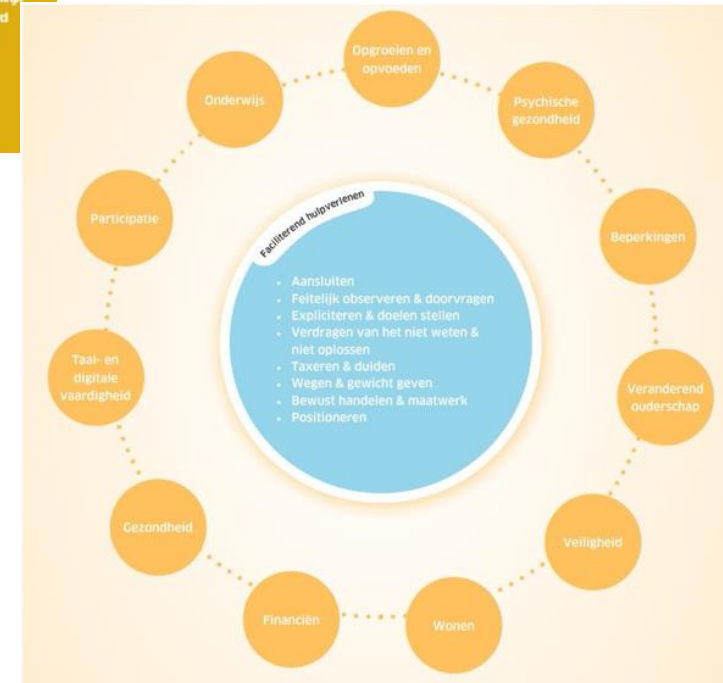 Opgroeien en
opvoeden
Psychische
gezondheid
Beperkingen
Veranderend
ouderschap
Veiligheid
Wonen
Financiën
Gezondheid
Taal- en
digitale
vaardigheid
Participatie
Onderwijs
Faciliterend hulpverlenen
• Aansluiten
• Feitelijk observeren & doorvragen
• Expliciteren & doelen stellen
• Verdragen van het niet weten &
niet oplossen
• Taxeren & duiden
• Wegen & gewicht geven
• Bewust handelen & maatwerk
• Positioneren